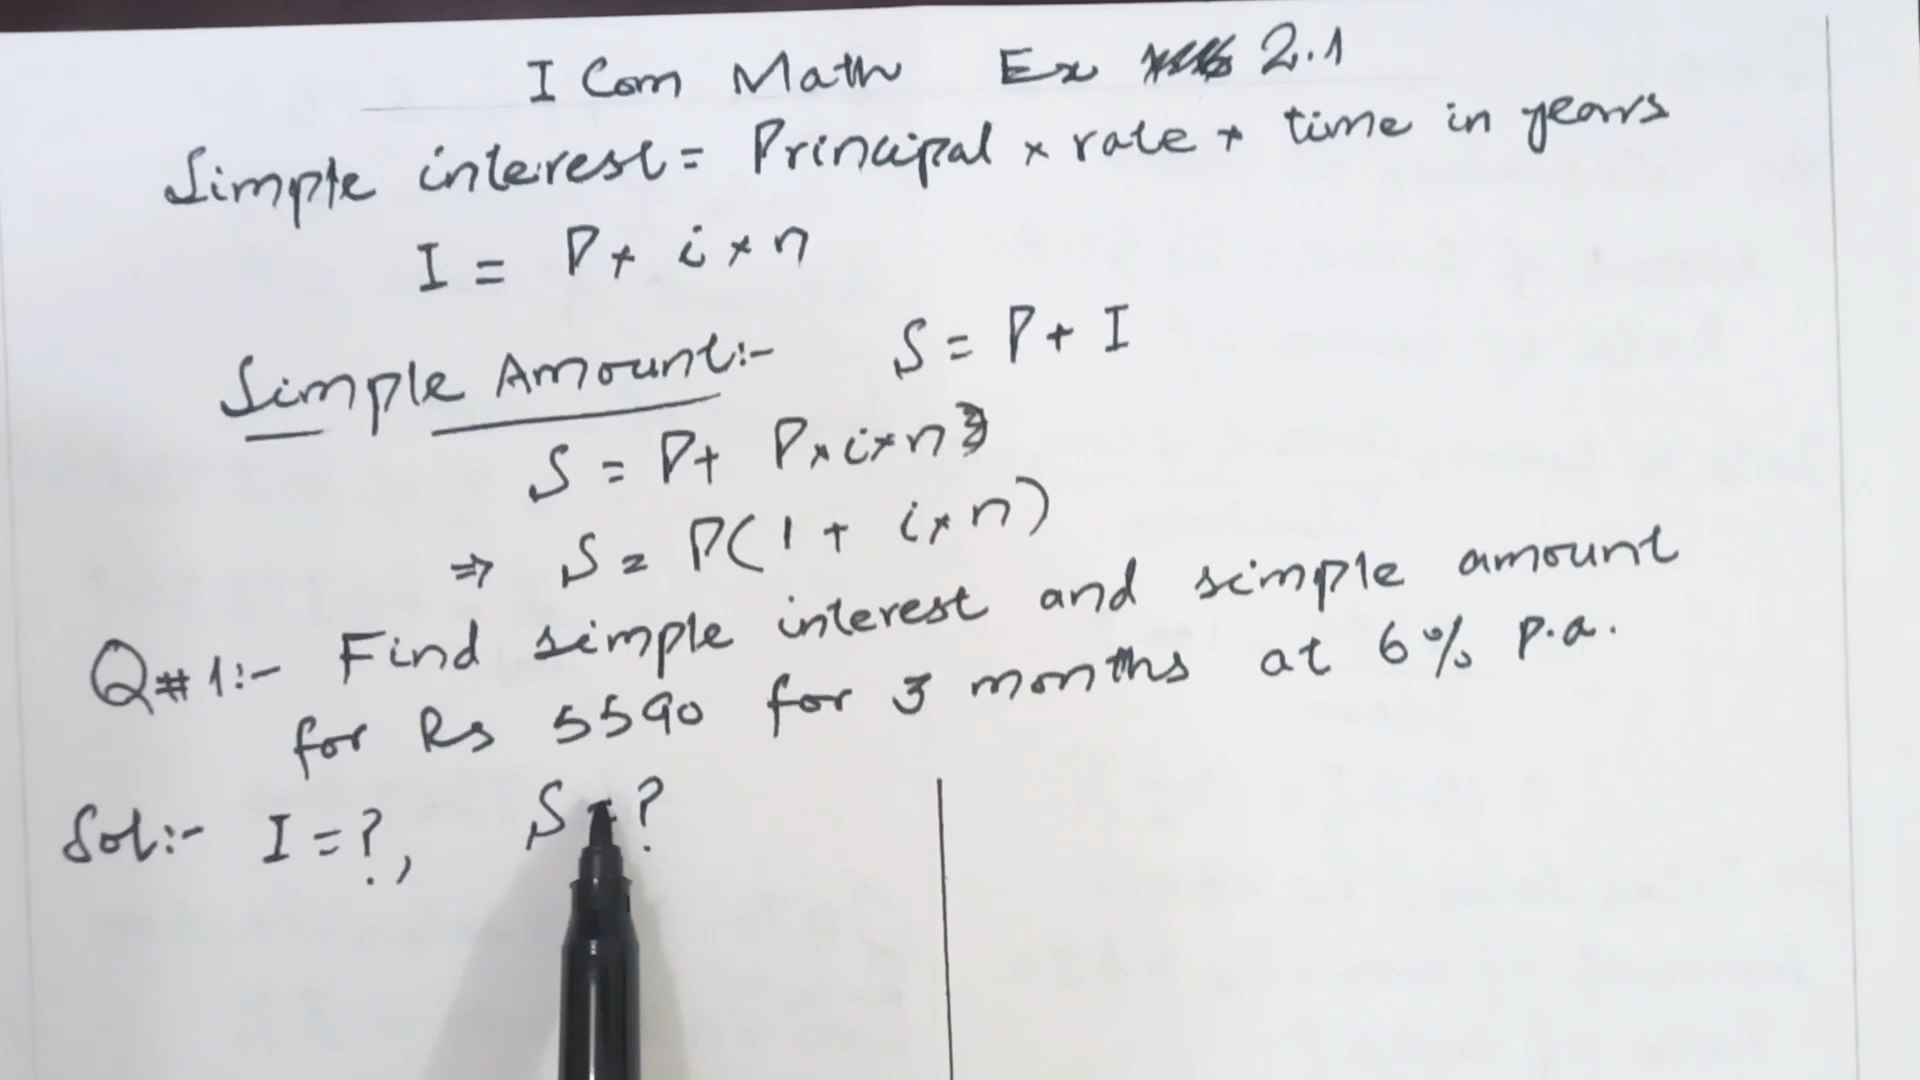 I Com Math Ex 2.1
Simple interest = Principal × rate × time in years
I = P × i × n
Simple Amount:- S = P + I
S = P + P × i × n
⇒ S = P(1 + i × n)
Q#1:- Find simple interest and simple amount
for Rs 5590 for 3 months at 6% p.a.
Sol:- I = ?, S = ?